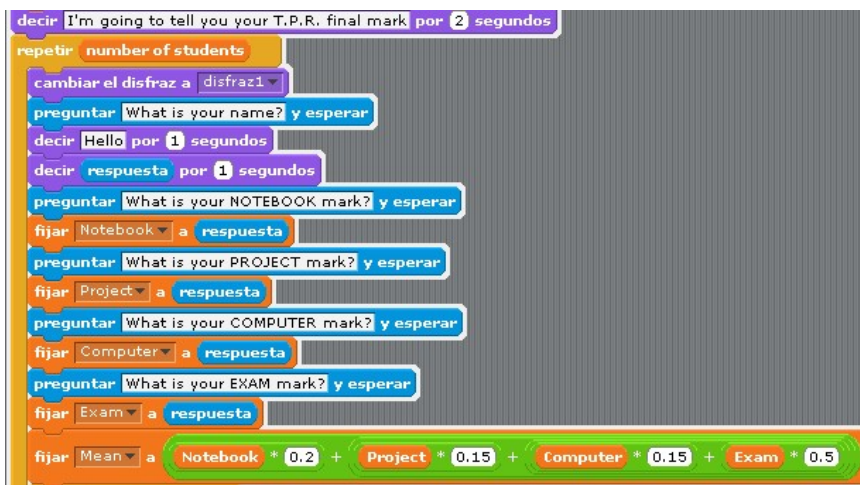 decir I'm going to tell you your T.P.R. final mark por 2 segundos
repetir number of students
cambiar el disfraz a disfraz1
preguntar What is your name? y esperar
decir Hello por 1 segundos
decir respuesta por 1 segundos
preguntar What is your NOTEBOOK mark? y esperar
fijar Notebook a respuesta
preguntar What is your PROJECT mark? y esperar
fijar Project a respuesta
preguntar What is your COMPUTER mark? y esperar
fijar Computer a respuesta
preguntar What is your EXAM mark? y esperar
fijar Exam a respuesta
fijar Mean a Notebook * 0.2 + Project * 0.15 + Computer * 0.15 + Exam * 0.5